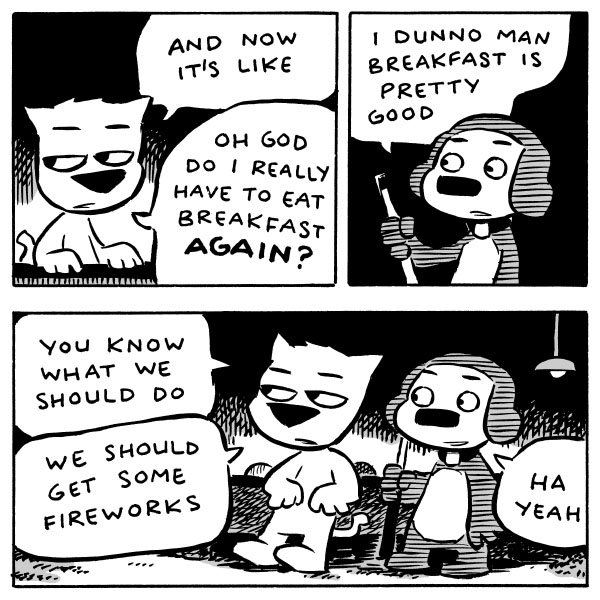 AND NOW
IT'S LIKE
OH GOD
DO I REALLY
HAVE TO EAT
BREAKFAST
AGAIN?
I DUNNO MAN
BREAKFAST IS
PRETTY
GOOD
YOU KNOW
WHAT WE
SHOULD DO
WE SHOULD
GET SOME
FIREWORKS
HA
YEAH